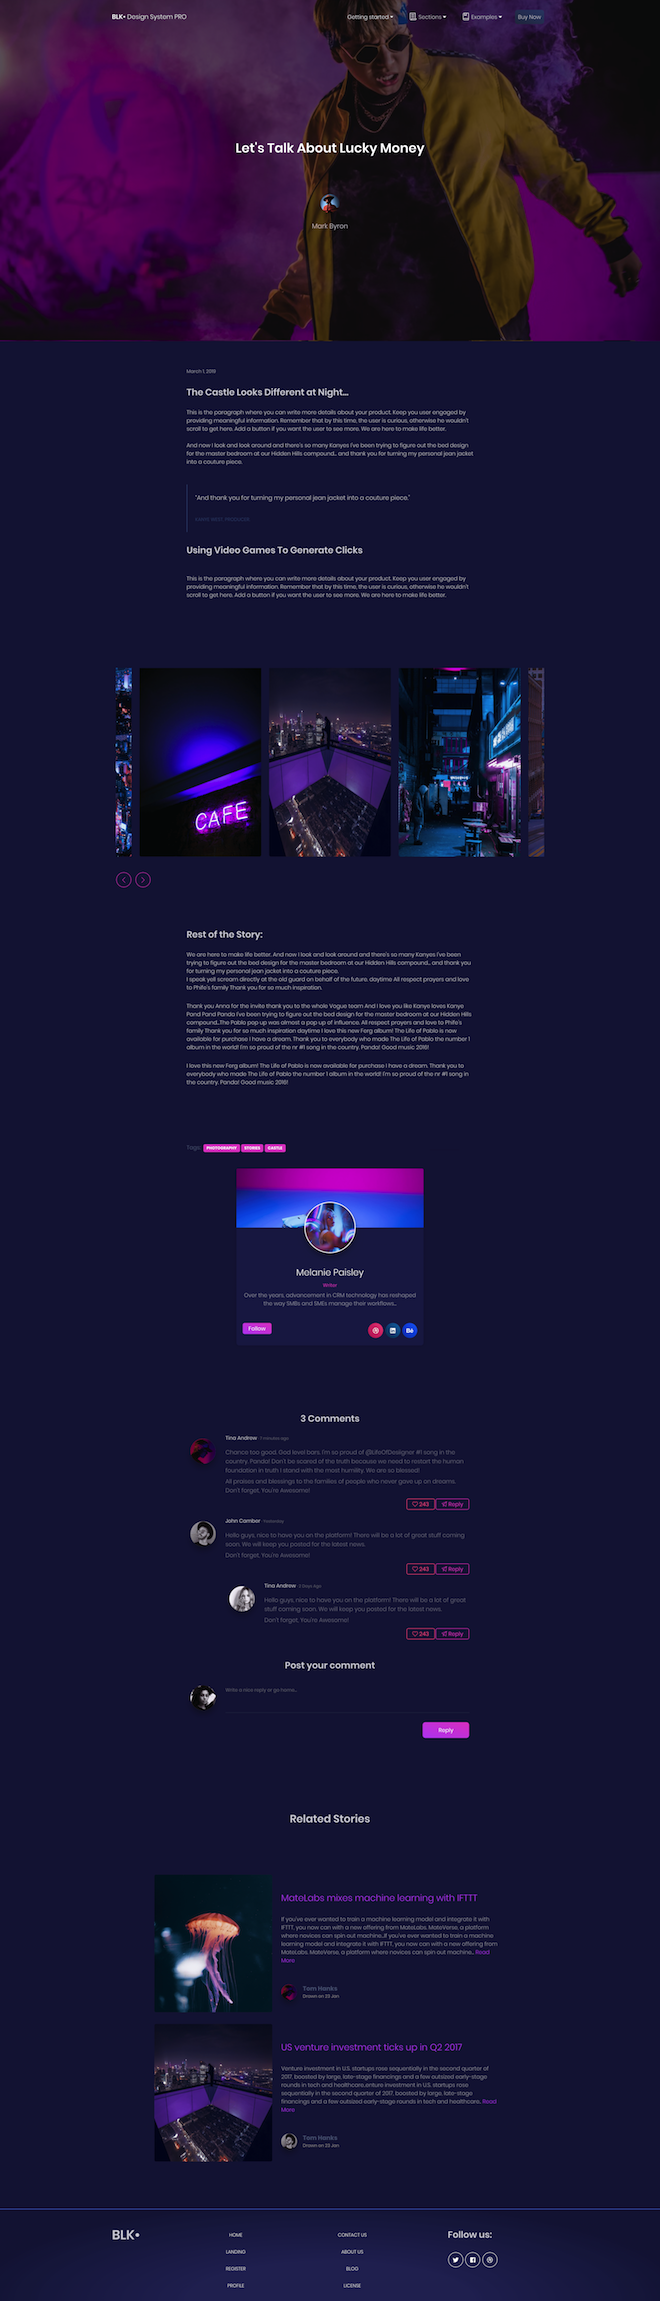 BLK• Design System PRO
Getting started
Sections
Examples
Buy Now
Let's Talk About Lucky Money
Mark Byron
March 1, 2019
The Castle Looks Different at Night...
This is the paragraph where you can write more details about your product. Keep you user engaged by
providing meaningful information. Remember that by this time, the user is curious, otherwise he wouldn't
scroll to get here. Add a button if you want the user to see more. We are here to make life better.
And now I look and look around and there's so many Kanyes I've been trying to figure out the bed design
for the master bedroom at our Hidden Hills compound... and thank you for turning my personal jean jacket
into a couture piece.
"And thank you for turning my personal jean jacket into a couture piece."
Using Video Games To Generate Clicks
This is the paragraph where you can write more details about your product. Keep you user engaged by
providing meaningful information. Remember that by this time, the user is curious, otherwise he wouldn't
scroll to get here. Add a button if you want the user to see more. We are here to make life better.
CAFE
Rest of the Story:
We are here to make life better. And now I look and look around and there's so many Kanyes I've been
trying to figure out the bed design for the master bedroom at our Hidden Hills compound... and thank you
for turning my personal jean jacket into a couture piece.
I speak yell scream directly at the old guard on behalf of the future. daytime All respect prayers and love
to Phife's family Thank you for so much inspiration.
Thank you Anna for the invite thank you to the whole Vogue team And I love you like Kanye loves Kanye
Pand Pand Panda I've been trying to figure out the bed design for the master bedroom at our Hidden Hills
compound...The Pablo pop up was almost a pop up of influence. All respect prayers and love to Phife's
family Thank you for so much inspiration daytime I love this new Ferg album! The Life of Pablo is now
available for purchase I have a dream. Thank you to everybody who made The Life of Pablo the number 1
album in the world! I'm so proud of the nr #1 song in the country. Panda! Good music 2016!
I love this new Ferg album! The Life of Pablo is now available for purchase I have a dream. Thank you to
everybody who made The Life of Pablo the number 1 album in the world! I'm so proud of the nr #1 song in
the country. Panda! Good music 2016!
Tags: PHOTOGRAPHY STORIES CASTLE
Melanie Paisley
Writer
Over the years, advancement in CRM technology has reshaped
the way SMBs and SMEs manage their workflows...
Follow
Bē
3 Comments
Tina Andrew 7 minutes ago
Chance too good. God level bars. I'm so proud of @LifeOfDesigner #1 song in the
country. Panda! Don't be scared of the truth because we need to restart the human
foundation in truth I stand with the most humility. We are so blessed!
All praises and blessings to the families of people who never gave up on dreams.
Don't forget, You're Awesome!
243 Reply
John Camber Yesterday
Hello guys, nice to have you on the platform! There will be a lot of great stuff coming
soon. We will keep you posted for the latest news.
Don't forget, You're Awesome!
243 Reply
Tina Andrew 2 Days Ago
Hello guys, nice to have you on the platform! There will be a lot of great
stuff coming soon. We will keep you posted for the latest news.
Don't forget, You're Awesome!
243 Reply
Post your comment
Write a nice reply or go home...
Reply
Related Stories
MateLabs mixes machine learning with IFTTT
If you've ever wanted to train a machine learning model and integrate it with
IFTTT, you now can with a new offering from MateLabs. MateVerse, a platform
where novices can spin out machine...If you've ever wanted to train a machine
learning model and integrate it with IFTTT, you now can with a new offering from
MateLabs. MateVerse, a platform where novices can spin out machine... Read
More
Tom Hanks
Drawn on 23 Jan
US venture investment ticks up in Q2 2017
Venture investment in U.S. startups rose sequentially in the second quarter of
2017, boosted by large, late-stage financings and a few outsized early-stage
rounds in tech and healthcare..enture investment in U.S. startups rose
sequentially in the second quarter of 2017, boosted by large, late-stage
financings and a few outsized early-stage rounds in tech and healthcare.. Read
More
Tom Hanks
Drawn on 23 Jan
BLK•
HOME
LANDING
REGISTER
PROFILE
CONTACT US
ABOUT US
BLOG
LICENSE
Follow us: